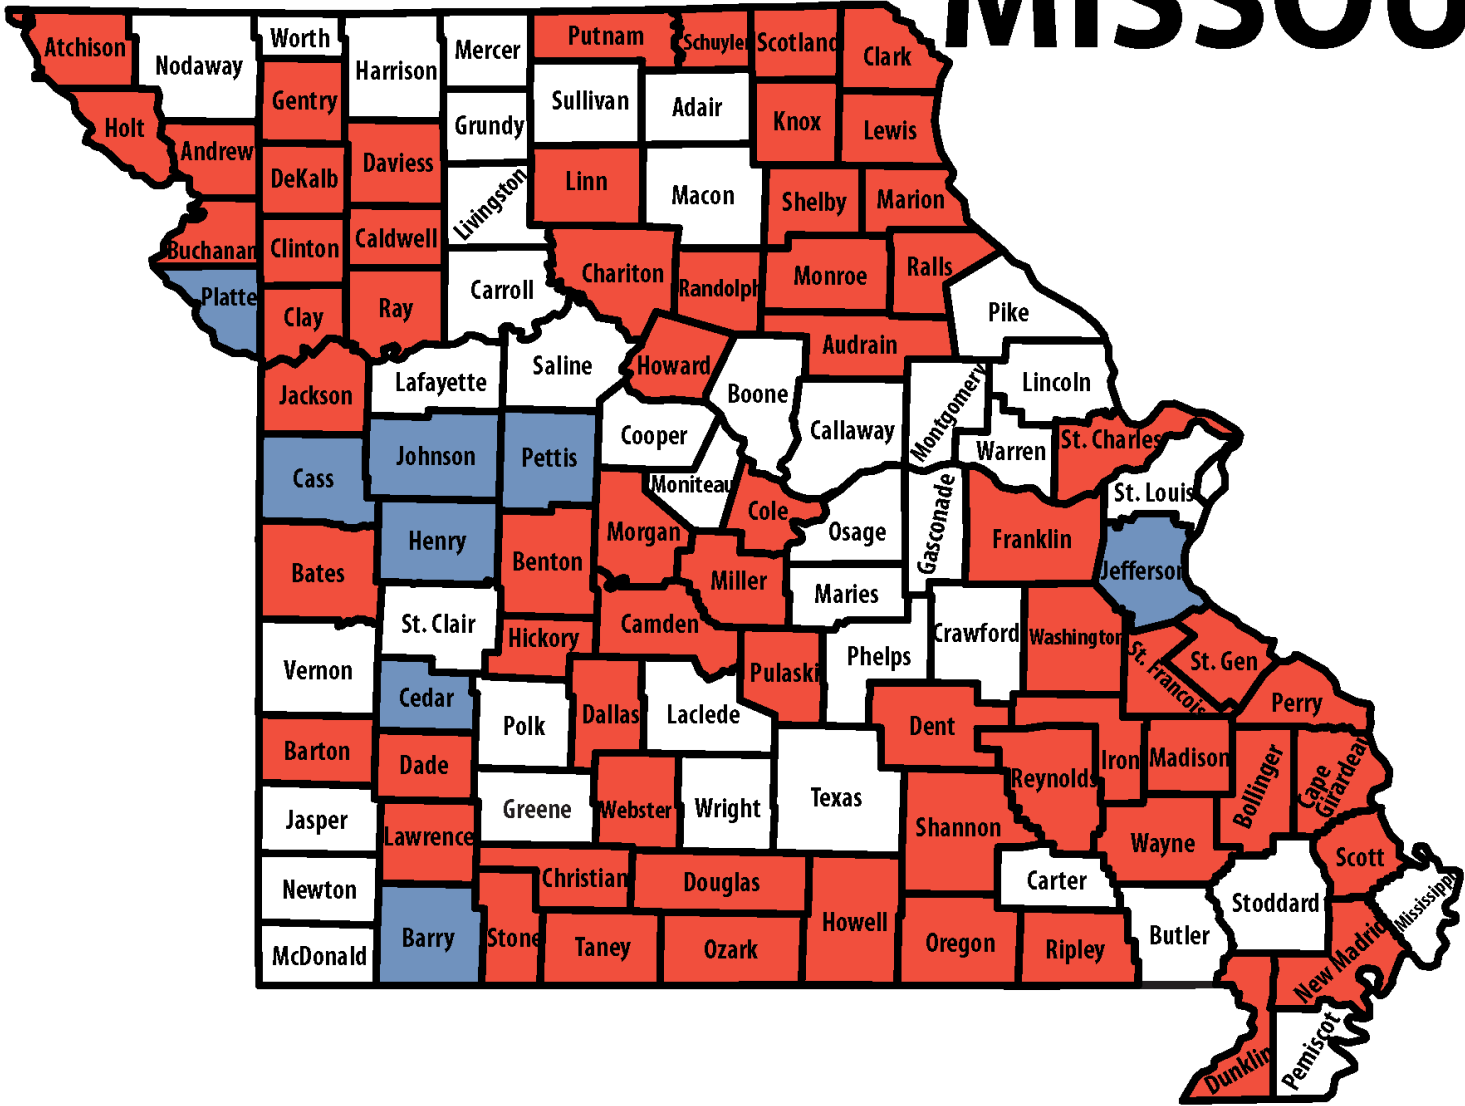 MISSOU
Atchison
Nodaway
Worth
Harrison
Mercer
Putnam
Schuyler
Scotland
Clark
Gentry
Sullivan
Adair
Knox
Lewis
Holt
Andrew
DeKalb
Daviess
Grundy
Livingston
Linn
Macon
Shelby
Marion
Buchanan
Clinton
Caldwell
Carroll
Chariton
Randolph
Monroe
Ralls
Platte
Clay
Ray
Pike
Audrain
Jackson
Lafayette
Saline
Howard
Boone
Callaway
Montgomery
Lincoln
Warren
St. Charles
St. Louis
Cass
Johnson
Pettis
Cooper
Moniteau
Cole
Osage
Gasconade
Franklin
Jefferson
Bates
Henry
Benton
Morgan
Miller
Maries
St. Clair
Hickory
Camden
Pulaski
Phelps
Crawford
Washington
St. Francois
St. Gen
Perry
Vernon
Cedar
Polk
Dallas
Laclede
Dent
Iron
Madison
Bollinger
Cape
Girardeau
Barton
Dade
Greene
Webster
Wright
Texas
Reynolds
Shannon
Wayne
Scott
Jasper
Lawrence
Christian
Douglas
Howell
Carter
Stoddard
Mississippi
Newton
McDonald
Barry
Stone
Taney
Ozark
Oregon
Ripley
Butler
New Madrid
Dunklin
Pemiscot